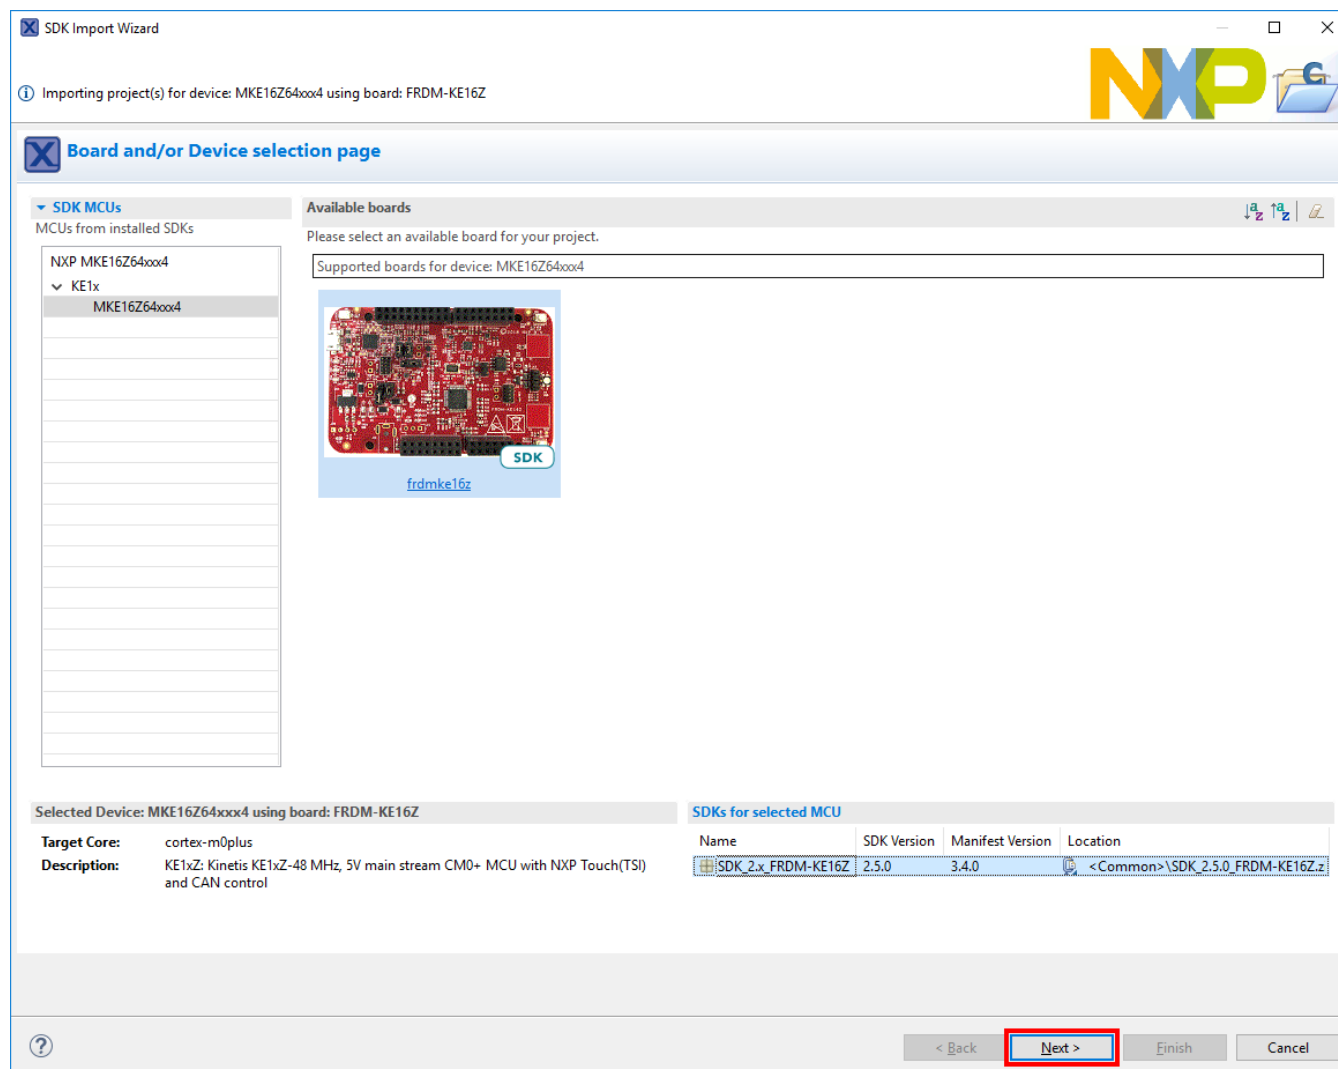 SDK Import Wizard
Importing project(s) for device: MKE16Z64xxx4 using board: FRDM-KE16Z
NXP
C
Board and/or Device selection page
SDK MCUs
MCUs from installed SDKs
NXP MKE16Z64xxx4
KE1x
MKE16Z64xxx4
Available boards
Please select an available board for your project.
Supported boards for device: MKE16Z64xxx4
SDK
frdmke16z
Selected Device: MKE16Z64xxx4 using board: FRDM-KE16Z
Target Core: cortex-m0plus
Description: KE1xZ: Kinetis KE1xZ-48 MHz, 5V main stream CM0+ MCU with NXP Touch(TSI)
and CAN control
SDKs for selected MCU
Name SDK Version Manifest Version Location
SDK_2.x_FRDM-KE16Z 2.5.0 3.4.0 <Common>\SDK_2.5.0_FRDM-KE16Z.z
< Back Next > Finish Cancel